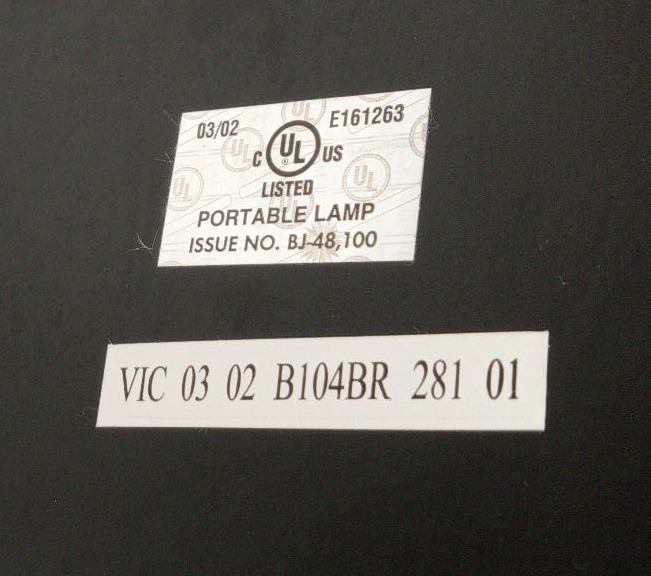 03/02 E161263
C UL US
LISTED
PORTABLE LAMP
ISSUE NO. BJ-48,100
VIC 03 02 B104BR 281 01